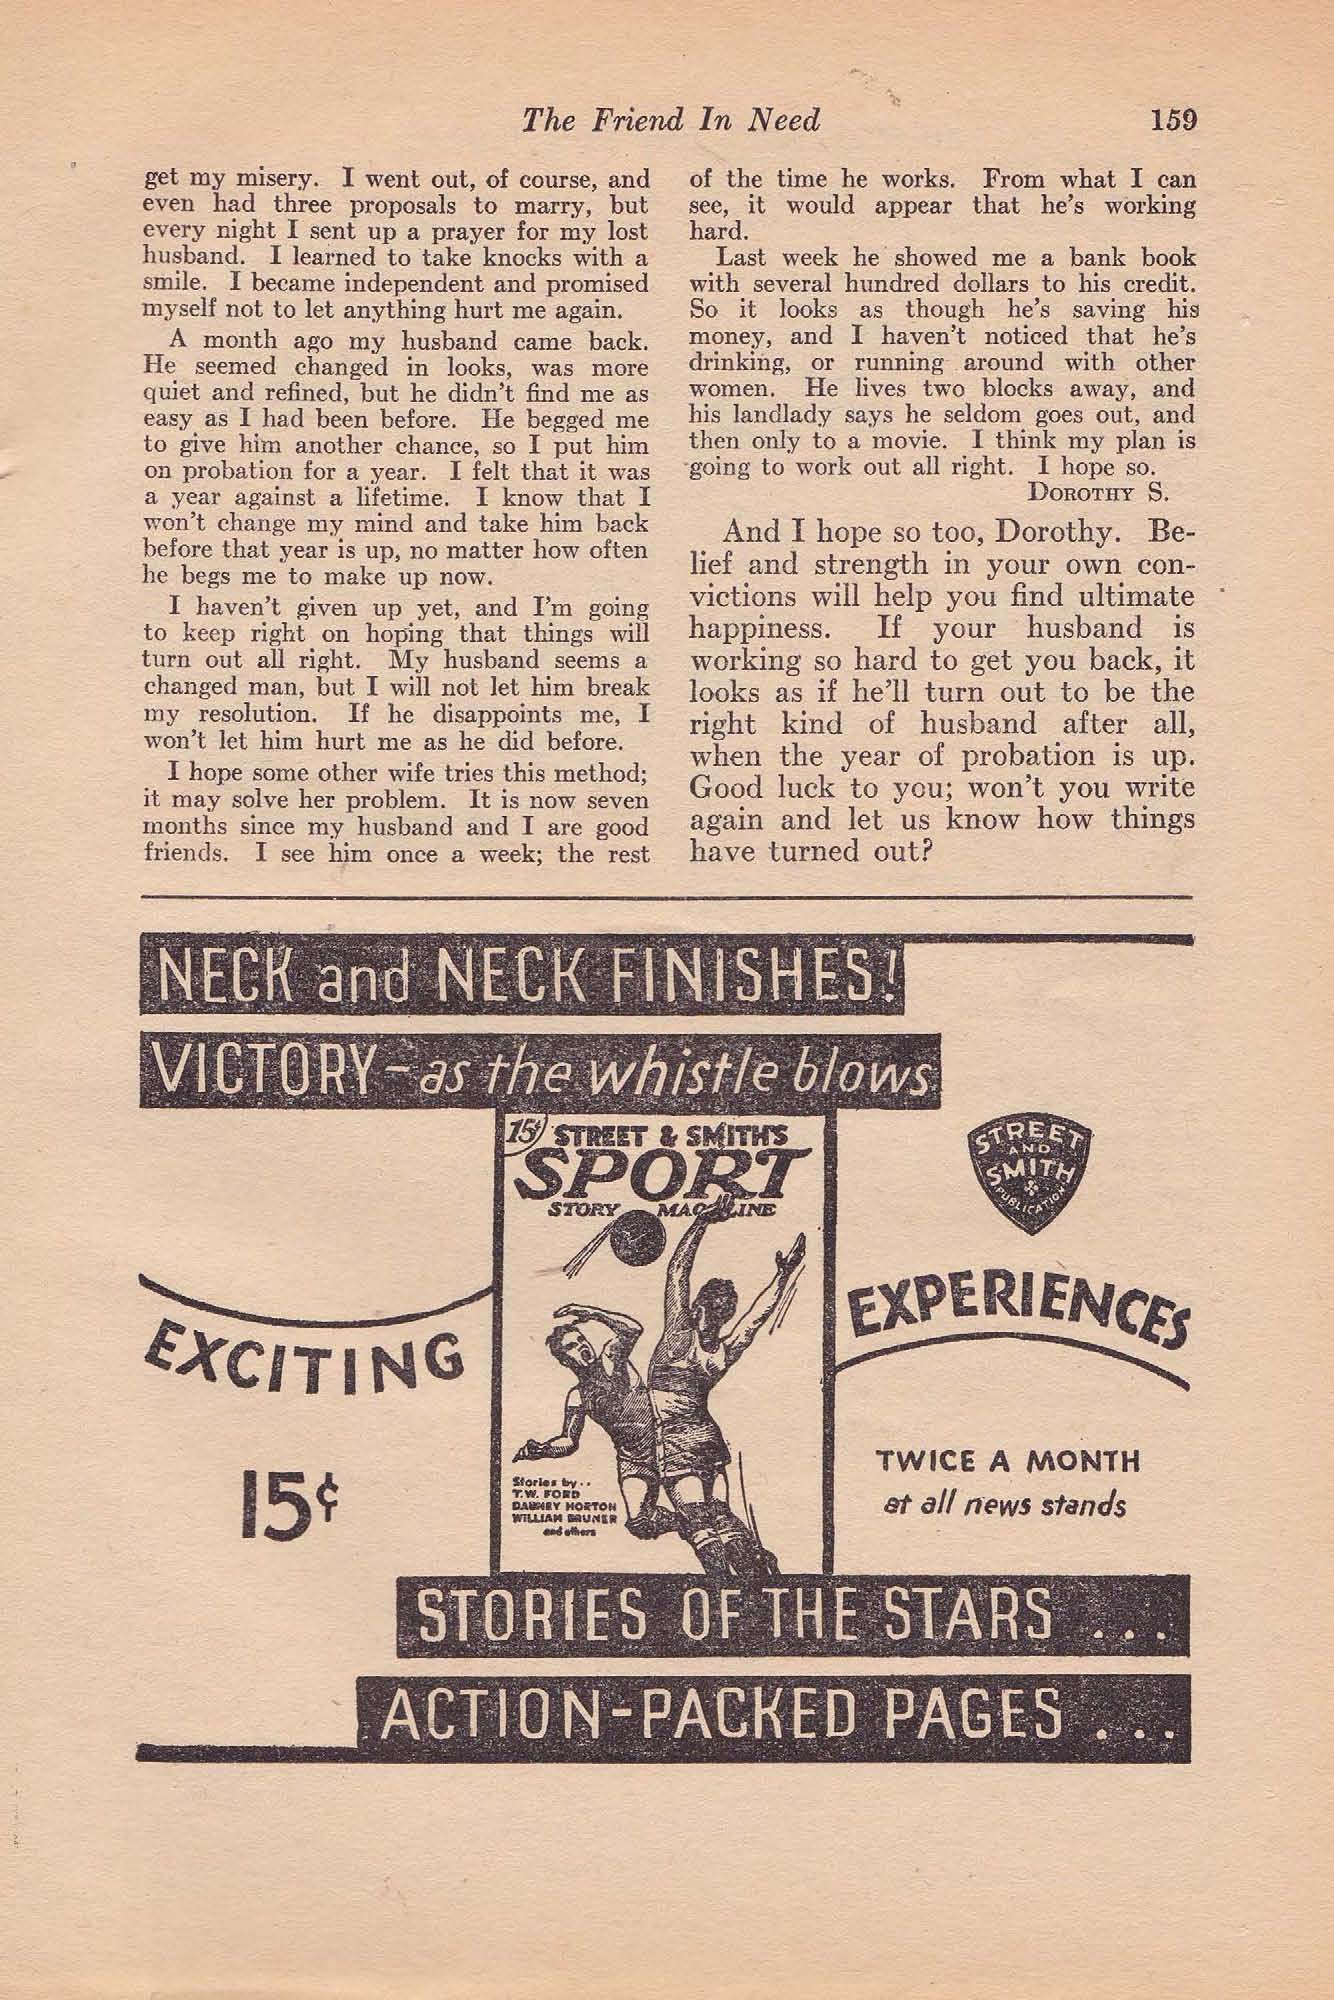 The Friend In Need 159
get my misery. I went out, of course, and
even had three proposals to marry, but
every night I sent up a prayer for my lost
husband. I learned to take knocks with a
smile. I became independent and promised
myself not to let anything hurt me again.
A month ago my husband came back.
He seemed changed in looks, was more
quiet and refined, but he didn't find me as
easy as I had been before. He begged me
to give him another chance, so I put him
on probation for a year. I felt that it was
a year against a lifetime. I know that I
won't change my mind and take him back
before that year is up, no matter how often
he begs me to make up now.
I haven't given up yet, and I'm going
to keep right on hoping that things will
turn out all right. My husband seems a
changed man, but I will not let him break
my resolution. If he disappoints me, I
won't let him hurt me as he did before.
I hope some other wife tries this method;
it may solve her problem. It is now seven
months since my husband and I are good
friends. I see him once a week; the rest
of the time he works. From what I can
see, it would appear that he's working
hard.
Last week he showed me a bank book
with several hundred dollars to his credit.
So it looks as though he's saving his
money, and I haven't noticed that he's
drinking, or running around with other
women. He lives two blocks away, and
his landlady says he seldom goes out, and
then only to a movie. I think my plan is
going to work out all right. I hope so.
DOROTHY S.
And I hope so too, Dorothy. Be-
lief and strength in your own con-
victions will help you find ultimate
happiness. If your husband is
working so hard to get you back, it
looks as if he'll turn out to be the
right kind of husband after all,
when the year of probation is up.
Good luck to you; won't you write
again and let us know how things
have turned out?
NECK and NECK FINISHES!
VICTORY - as the whistle blows
15¢ STREET & SMITH'S
SPORT
STORY MAGAZINE
STREET
AND
SMITH
PUBLICATION
EXCITING
EXPERIENCES
15¢
TWICE A MONTH
at all news stands
Stories by..
T.W. FORD
DABNEY HORTON
WILLIAM BRUNER
and others
STORIES OF THE STARS ...
ACTION-PACKED PAGES ...